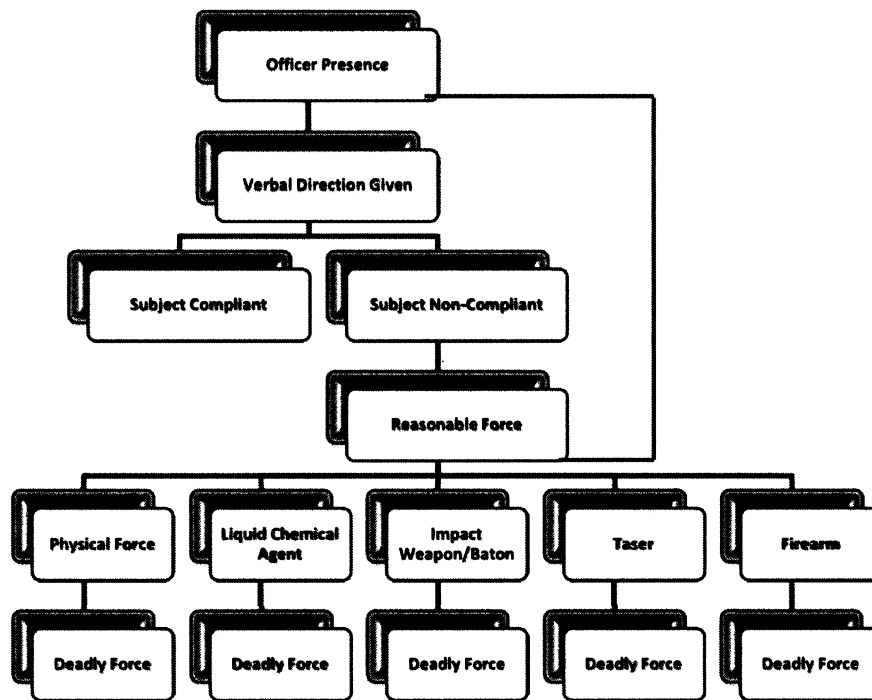 Officer Presence
Verbal Direction Given
Subject Compliant
Subject Non-Compliant
Reasonable Force
Physical Force
Liquid Chemical
Agent
Impact
Weapon/Baton
Taser
Firearm
Deadly Force
Deadly Force
Deadly Force
Deadly Force
Deadly Force